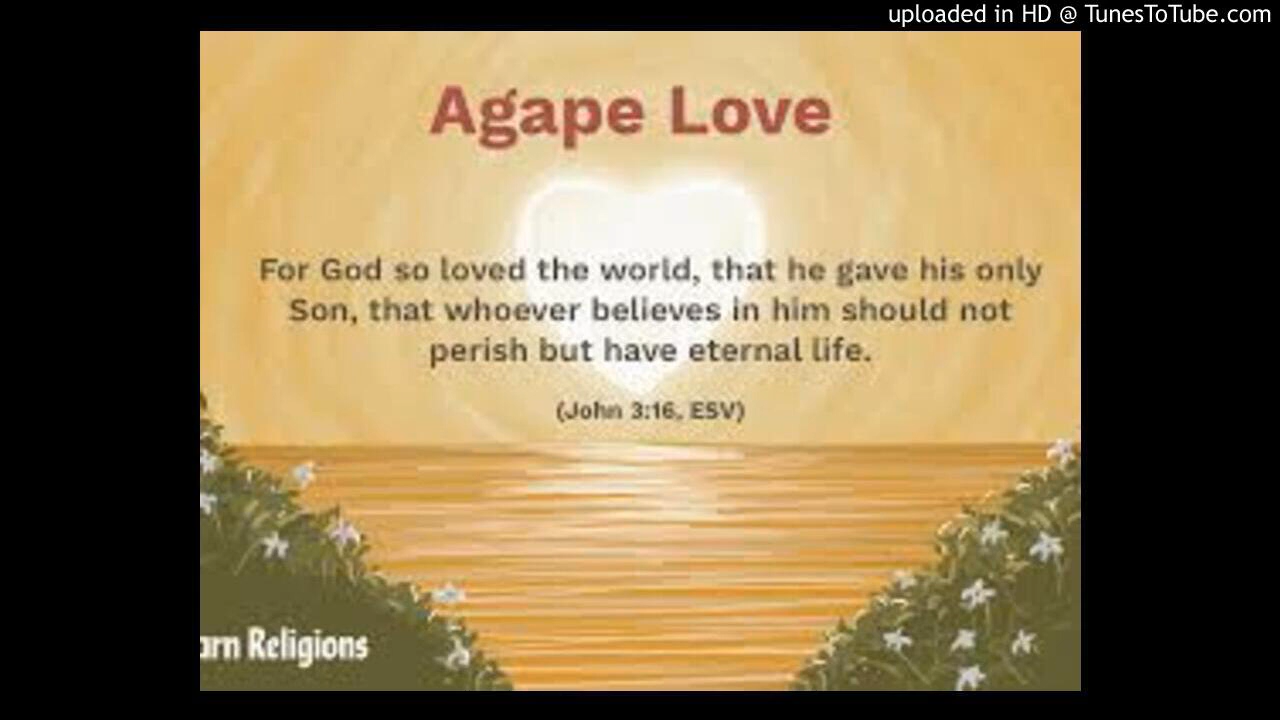 uploaded in HD @ TunesToTube.com
Agape Love
For God so loved the world, that he gave his only
Son, that whoever believes in him should not
perish but have eternal life.
(John 3:16, ESV)
arn Religions